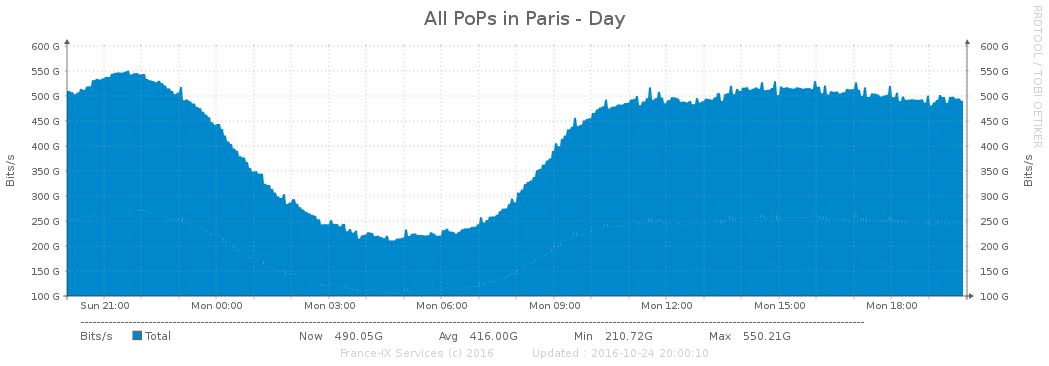 All PoPs in Paris - Day
RRDTOOL / TOBI OETIKER
Bits/s
600 G 600 G
550 G 550 G
500 G 500 G
450 G 450 G
400 G 400 G
350 G 350 G
300 G 300 G
250 G 250 G
200 G 200 G
150 G 150 G
100 G 100 G
Bits/s
Sun 21:00 Mon 00:00 Mon 03:00 Mon 06:00 Mon 09:00 Mon 12:00 Mon 15:00 Mon 18:00
Bits/s Total Now 490.05G Avg 416.00G Min 210.72G Max 550.21G
France-IX Services (c) 2016 Updated : 2016-10-24 20:00:10